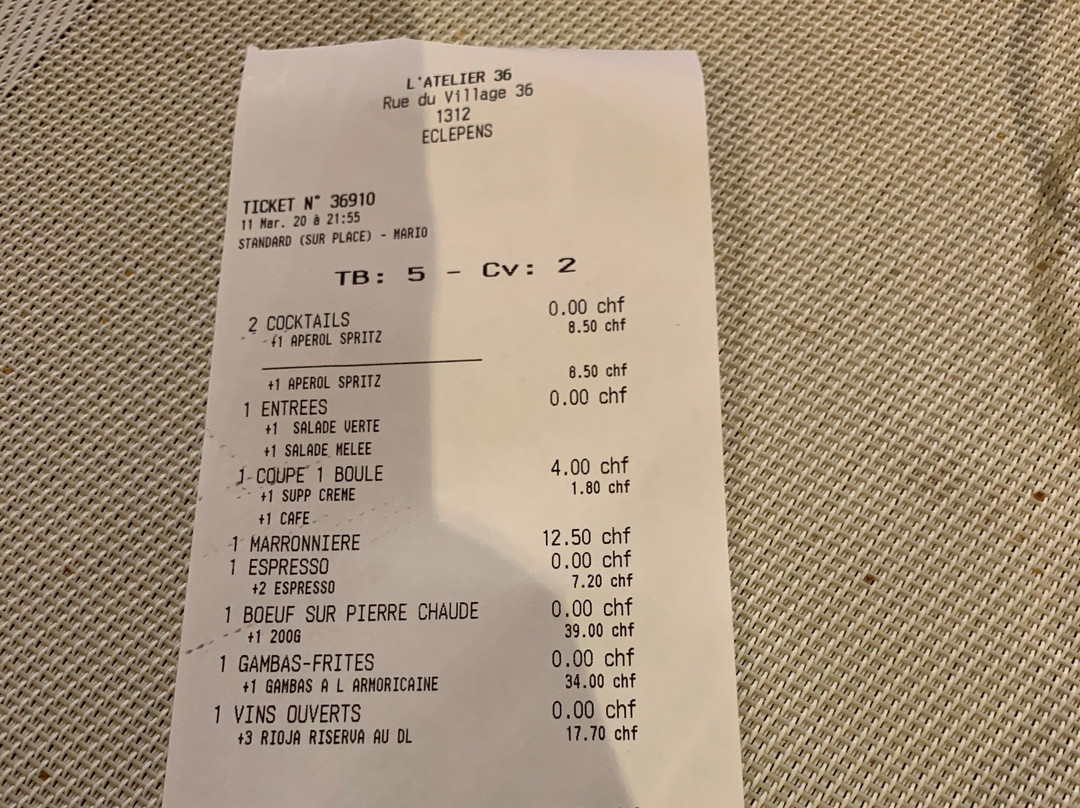 L'ATELIER 36
Rue du Village 36
1312
ECLEPENS
TICKET N° 36910
11 Mar. 20 à 21:55
STANDARD (SUR PLACE) - MARIO
TB: 5 - Cv: 2
2 COCKTAILS 0.00 chf
+1 APEROL SPRITZ 8.50 chf
+1 APEROL SPRITZ 8.50 chf
1 ENTREES 0.00 chf
+1 SALADE VERTE
+1 SALADE MELEE
1 COUPE 1 BOULE 4.00 chf
+1 SUPP CREME 1.80 chf
+1 CAFE
1 MARRONNIERE 12.50 chf
1 ESPRESSO 0.00 chf
+2 ESPRESSO 7.20 chf
1 BOEUF SUR PIERRE CHAUDE 0.00 chf
+1 200G 39.00 chf
1 GAMBAS-FRITES 0.00 chf
+1 GAMBAS A L ARMORICAINE 34.00 chf
1 VINS OUVERTS 0.00 chf
+3 RIOJA RISERVA AU DL 17.70 chf